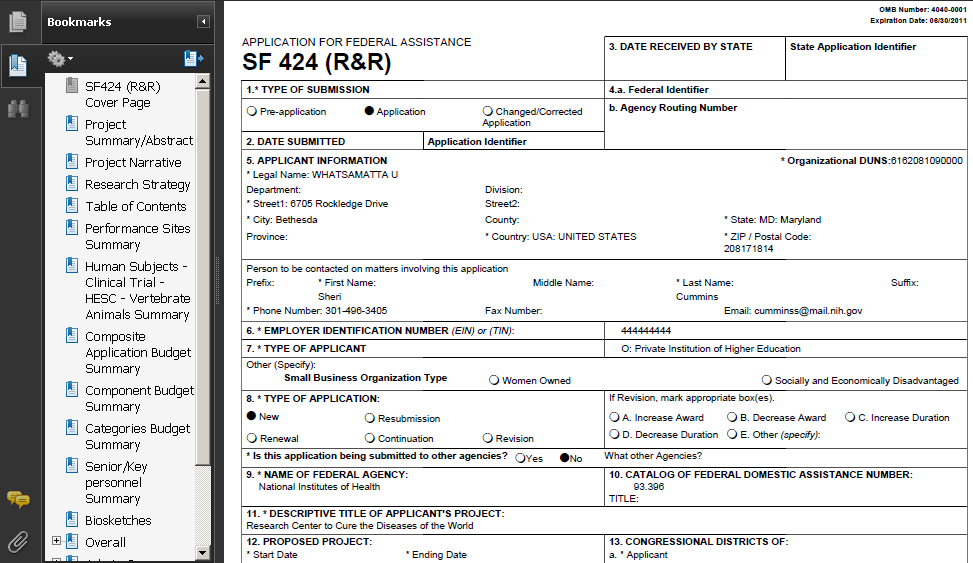 Bookmarks
SF424 (R&R)
Cover Page
Project
Summary/Abstract
Project Narrative
Research Strategy
Table of Contents
Performance Sites
Summary
Human Subjects -
Clinical Trial -
HESC - Vertebrate
Animals Summary
Composite
Application Budget
Summary
Component Budget
Summary
Categories Budget
Summary
Senior/Key
personnel
Summary
Biosketches
Overall
OMB Number: 4040-0001
Expiration Date: 06/30/2011
APPLICATION FOR FEDERAL ASSISTANCE
SF 424 (R&R)
3. DATE RECEIVED BY STATE State Application Identifier
1.* TYPE OF SUBMISSION 4.a. Federal Identifier
Pre-application Application Changed/Corrected Application
b. Agency Routing Number
2. DATE SUBMITTED Application Identifier
5. APPLICANT INFORMATION * Organizational DUNS:6162081090000
* Legal Name: WHATSAMATTA U
Department: Division:
* Street1: 6705 Rockledge Drive Street2:
* City: Bethesda County: * State: MD: Maryland
Province: * Country: USA: UNITED STATES * ZIP / Postal Code:
208171814
Person to be contacted on matters involving this application
Prefix: * First Name: Middle Name: * Last Name: Suffix:
Sheri Cummins
* Phone Number: 301-496-3405 Fax Number: Email: cumminss@mail.nih.gov
6. * EMPLOYER IDENTIFICATION NUMBER (EIN) or (TIN): 444444444
7. * TYPE OF APPLICANT O: Private Institution of Higher Education
Other (Specify):
Small Business Organization Type Women Owned Socially and Economically Disadvantaged
8. * TYPE OF APPLICATION: If Revision, mark appropriate box(es).
New Resubmission A. Increase Award B. Decrease Award C. Increase Duration
Renewal Continuation Revision D. Decrease Duration E. Other (specify):
* Is this application being submitted to other agencies? Yes No What other Agencies?
9. * NAME OF FEDERAL AGENCY: 10. CATALOG OF FEDERAL DOMESTIC ASSISTANCE NUMBER:
National Institutes of Health 93.396
TITLE:
11. * DESCRIPTIVE TITLE OF APPLICANT'S PROJECT:
Research Center to Cure the Diseases of the World
12. PROPOSED PROJECT: 13. CONGRESSIONAL DISTRICTS OF:
* Start Date * Ending Date a. * Applicant